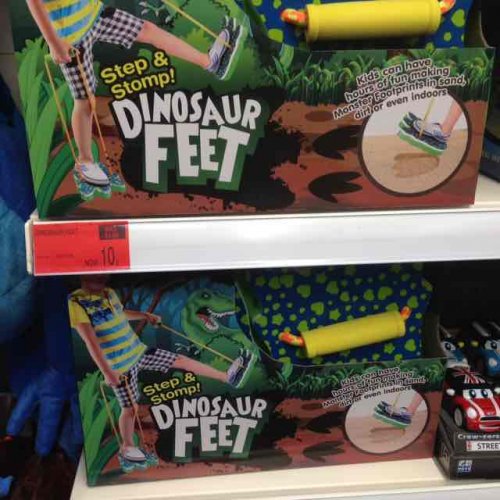 Step &
Stomp!
DINOSAUR
FEET
Kids can have
hours of fun making
Monster Footprints in sand,
dirt or even indoors
NOW 10
Step &
Stomp!
DINOSAUR
FEET
Kids can have
hours of fun making
Monster Footprints in sand,
dirt or even indoors
STREE